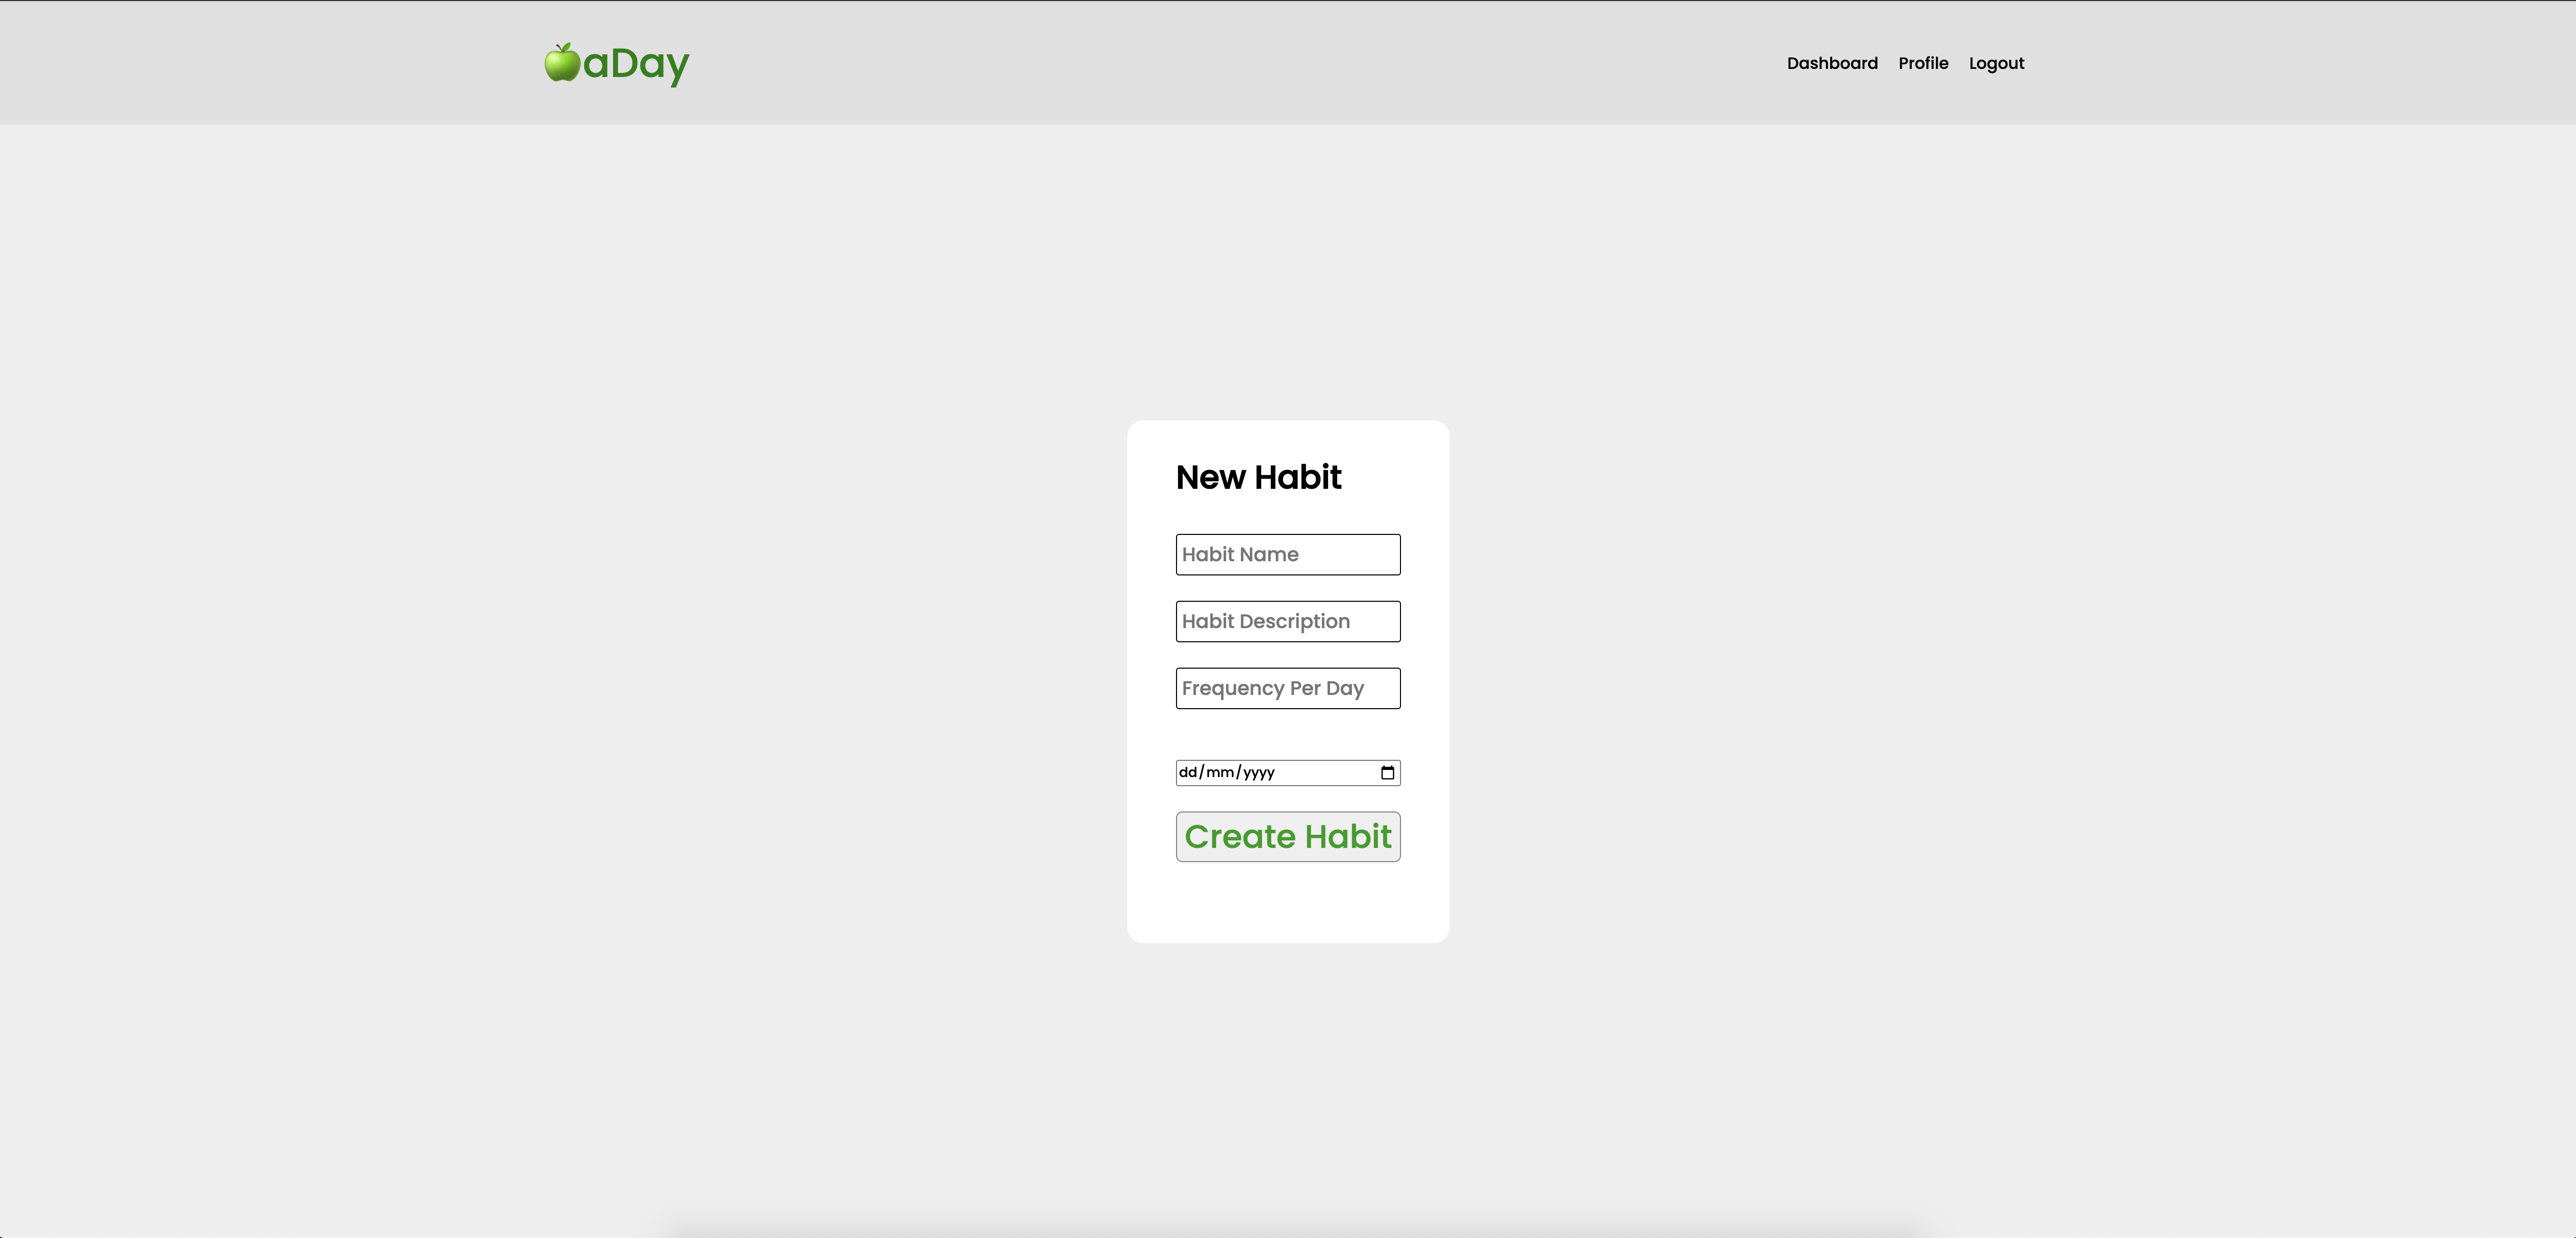 🍏aDay
Dashboard Profile Logout
New Habit
Habit Name
Habit Description
Frequency Per Day
dd/mm/yyyy
Create Habit